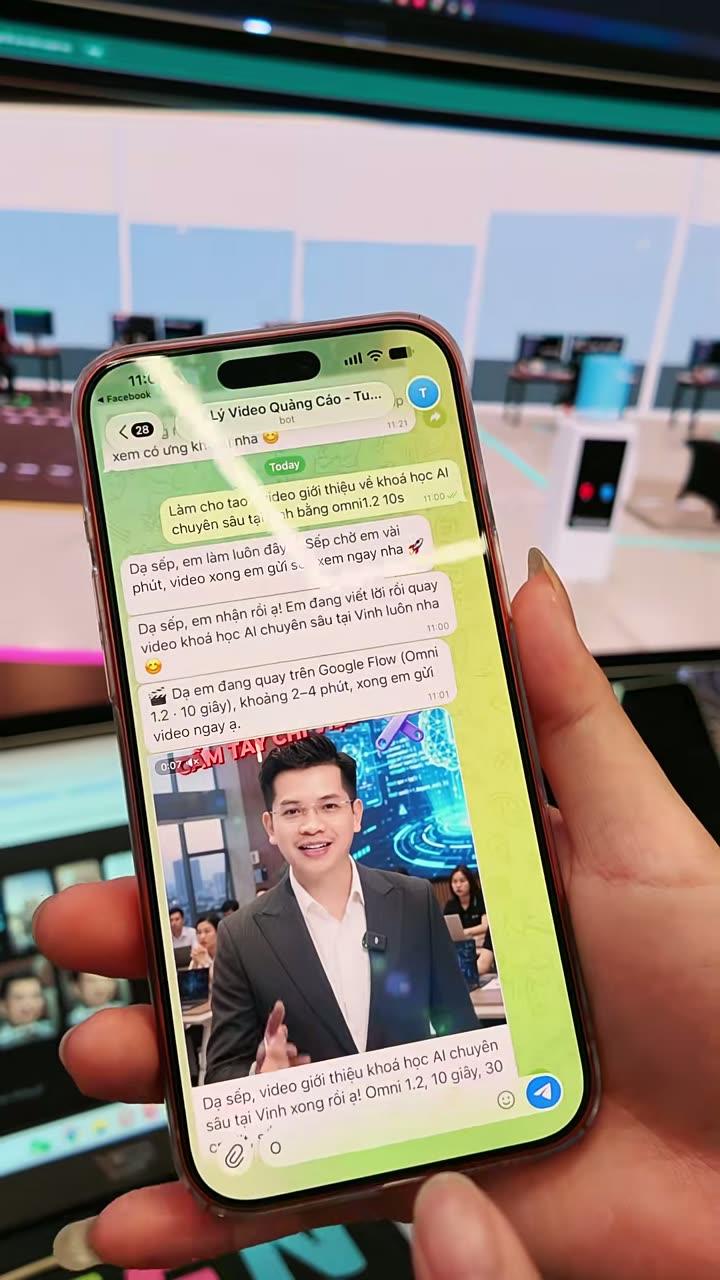 Facebook
28
Lý Video Quảng Cáo - Tu...
bot
T
xem có ưng
nha 😊
11:21
Today
Làm cho tao video giới thiệu về khoá học AI
chuyên sâu tại Vinh bằng omni1.2 10s
11:00
Dạ sếp, em làm luôn đây Sếp chờ em vài
phút, video xong em gửi xem ngay nha 🚀
Dạ sếp, em nhận rồi ạ! Em đang viết lời rồi quay
video khoá học AI chuyên sâu tại Vinh luôn nha
😊
11:00
🎬 Dạ em đang quay trên Google Flow (Omni
1.2 · 10 giây), khoảng 2–4 phút, xong em gửi
video ngay ạ.
11:01
0:07
CẦM TAY CHỈ
Dạ sếp, video giới thiệu khoá học AI chuyên
sâu tại Vinh xong rồi ạ! Omni 1.2, 10 giây, 30